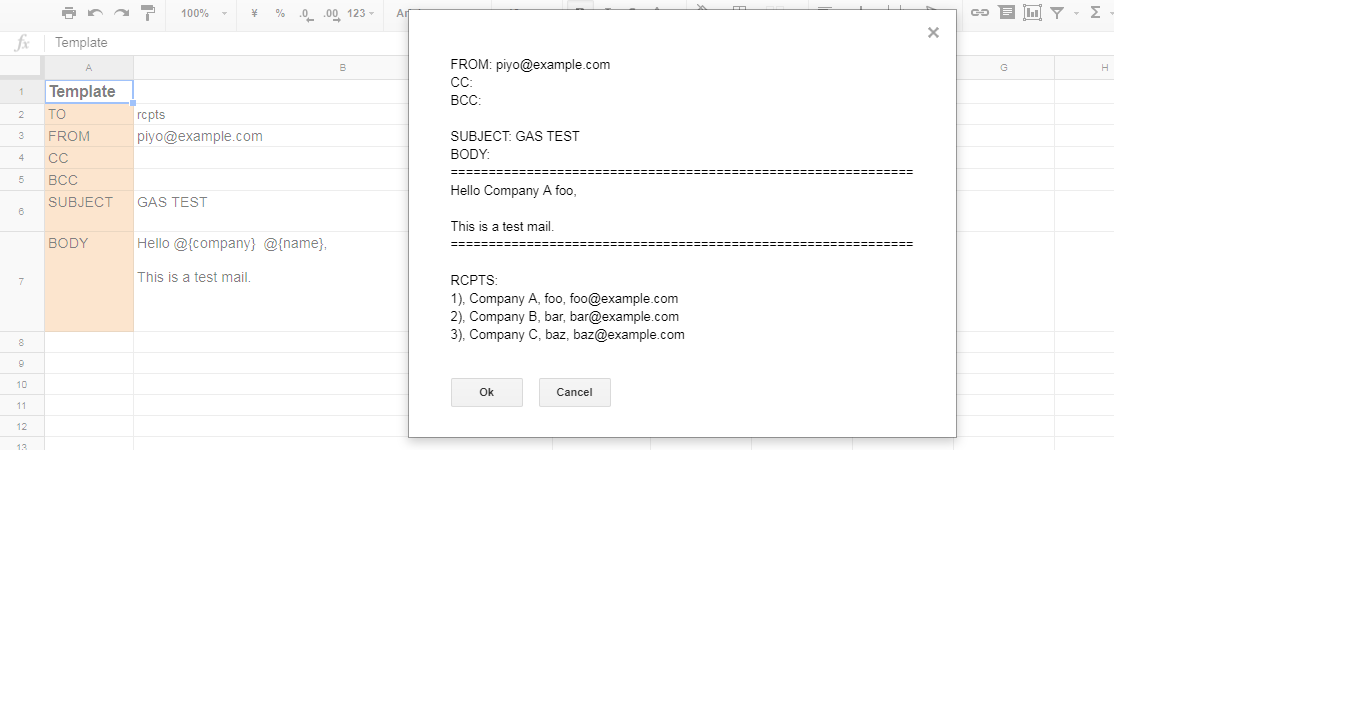 100% ¥ % .0 .00 123
fx Template
A B G H
1 Template
2 TO rcpts
3 FROM piyo@example.com
4 CC
5 BCC
6 SUBJECT GAS TEST
7 BODY Hello @{company}  @{name},
This is a test mail.
8
9
10
11
12
13
×
FROM: piyo@example.com
CC:
BCC:
SUBJECT: GAS TEST
BODY:
=============================================================
Hello Company A foo,
This is a test mail.
=============================================================
RCPTS:
1), Company A, foo, foo@example.com
2), Company B, bar, bar@example.com
3), Company C, baz, baz@example.com
Ok Cancel